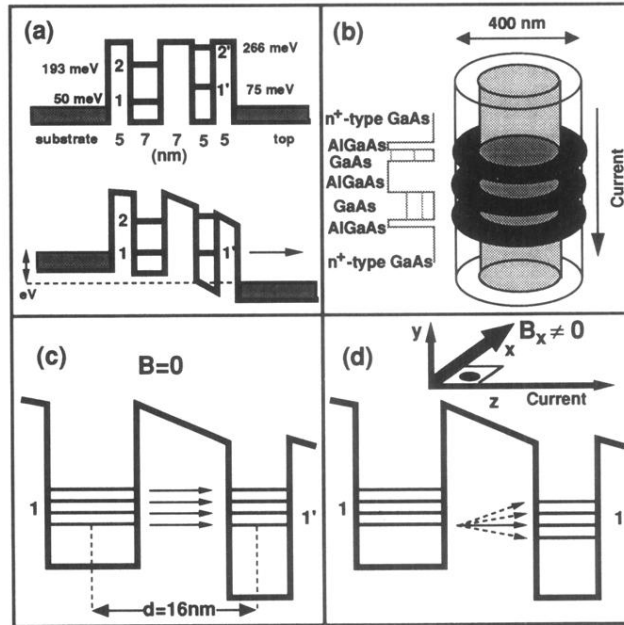 (a)
2
2'
266 meV
193 meV
50 meV
1
1'
75 meV
substrate 5 7 7 5 5 top
(nm)
2
1
1'
eV
(b)
400 nm
n+-type GaAs
AlGaAs
GaAs
AlGaAs
GaAs
AlGaAs
n+-type GaAs
Current
(c)
B=0
1
1'
d=16nm
(d)
y
x
Bx≠0
z
Current
1
1